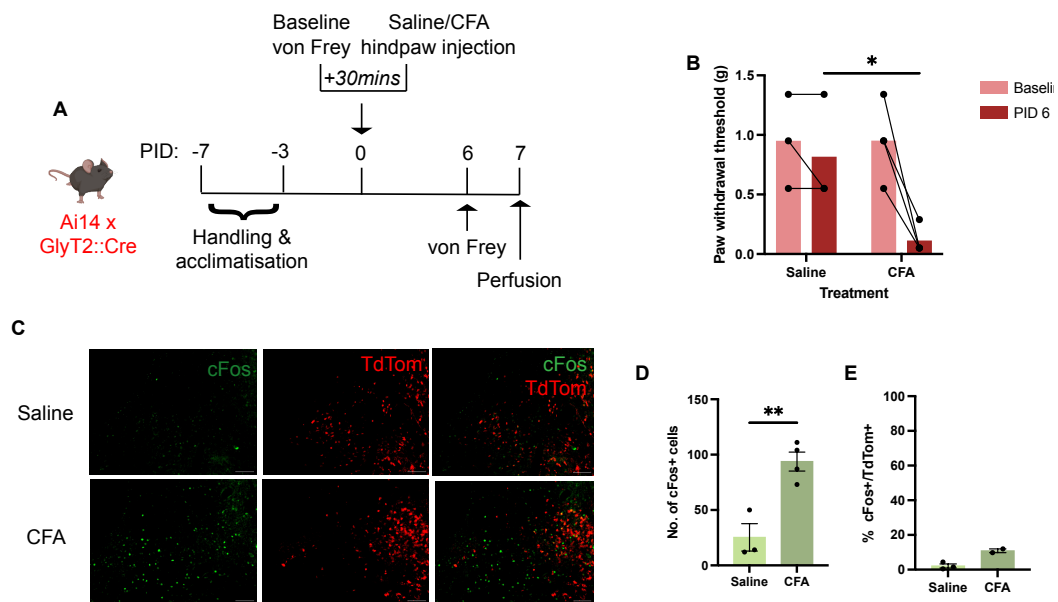 A
Baseline
von Frey
Saline/CFA
hindpaw injection
+30mins
PID:
-7
-3
0
6
7
Handling &
acclimatisation
von Frey
Perfusion
Ai14 x
GlyT2::Cre
B
*
Paw withdrawal threshold (g)
1.5
1.0
0.5
0.0
Saline
CFA
Treatment
Baseli
PID 6
C
cFos
TdTom
cFos
TdTom
Saline
CFA
D
**
No. of cFos+ cells
150
100
50
0
Saline
CFA
E
% cFos+/TrdTom+
100
80
60
40
20
0
Saline
CFA